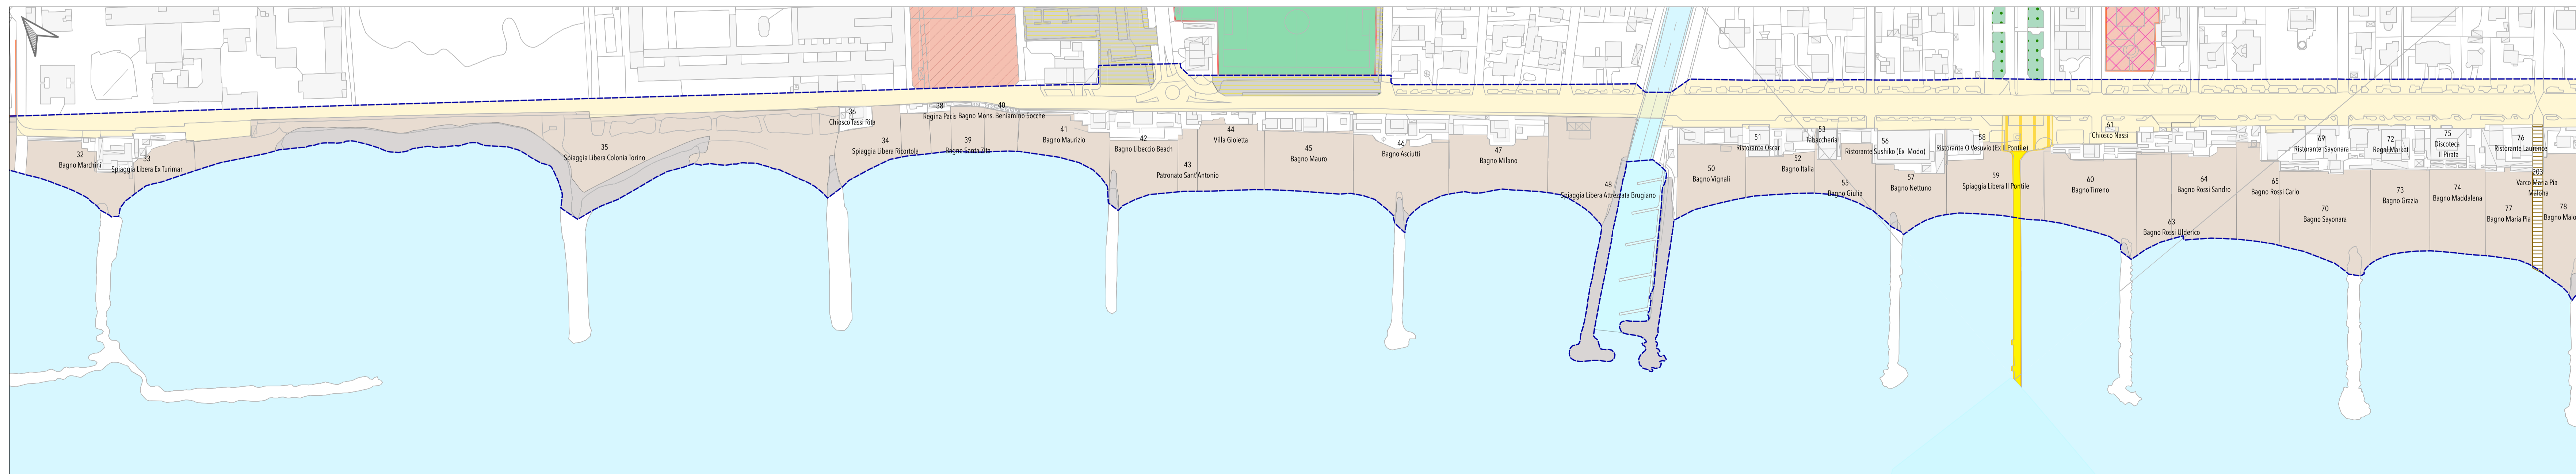 32
Bagno Marchini
33
Spiaggia Libera Ex Turimar
35
Spiaggia Libera Colonia Torino
36
Chiosco Tassi Rita
34
Spiaggia Libera Ricortola
38
Regina Pacis
39
Bagno Santa Zita
40
Bagno Mons. Beniamino Socche
41
Bagno Maurizio
42
Bagno Libeccio Beach
43
Patronato Sant'Antonio
44
Villa Gioietta
45
Bagno Mauro
46
Bagno Asciutti
47
Bagno Milano
48
Spiaggia Libera Attrezzata Brugiano
50
Bagno Vignali
51
Ristorante Oscar
52
Bagno Italia
53
Tabaccheria
55
Bagno Giulia
56
Ristorante Sushiko (Ex Modo)
57
Bagno Nettuno
58
Ristorante O Vesuvio (Ex Il Pontile)
59
Spiaggia Libera Il Pontile
60
Bagno Tirreno
61
Chiosco Nassi
63
Bagno Rossi Ulderico
64
Bagno Rossi Sandro
65
Bagno Rossi Carlo
69
Ristorante Sayonara
70
Bagno Sayonara
72
Regal Market
73
Bagno Grazia
74
Bagno Maddalena
75
Discoteca
Il Pirata
76
Ristorante Laurence
77
Bagno Maria Pia
203
Varco Maria Pia
Malona
78
Bagno Malo